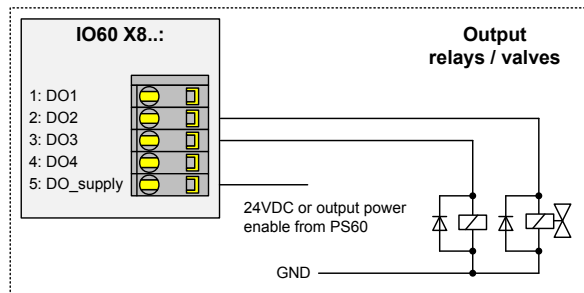 IO60 X8..:
Output
relays / valves
1: DO1
2: DO2
3: DO3
4: DO4
5: DO_supply
24VDC or output power
enable from PS60
GND